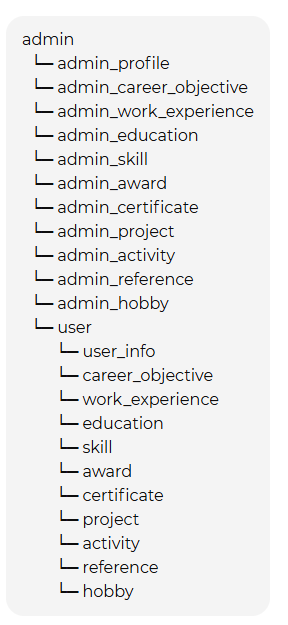 admin
admin_profile
admin_career_objective
admin_work_experience
admin_education
admin_skill
admin_award
admin_certificate
admin_project
admin_activity
admin_reference
admin_hobby
user
user_info
career_objective
work_experience
education
skill
award
certificate
project
activity
reference
hobby